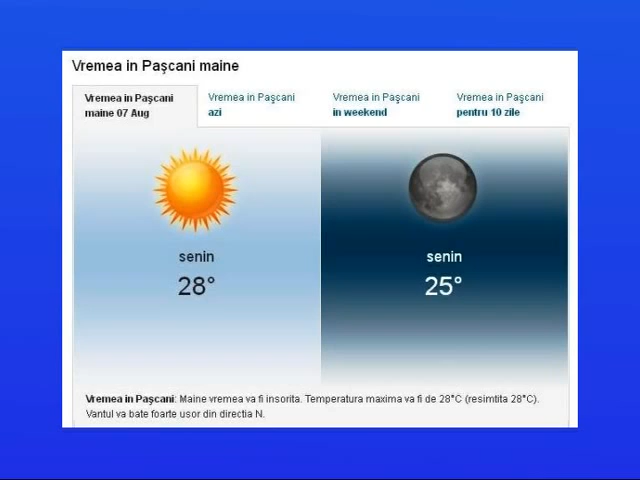 Vremea in Paşcani maine
Vremea in Paşcani
maine 07 Aug
Vremea in Paşcani
azi
Vremea in Paşcani
in weekend
Vremea in Paşcani
pentru 10 zile
senin
28°
senin
25°
Vremea in Paşcani: Maine vremea va fi insorita. Temperatura maxima va fi de 28°C (resimtita 28°C).
Vantul va bate foarte usor din directia N.